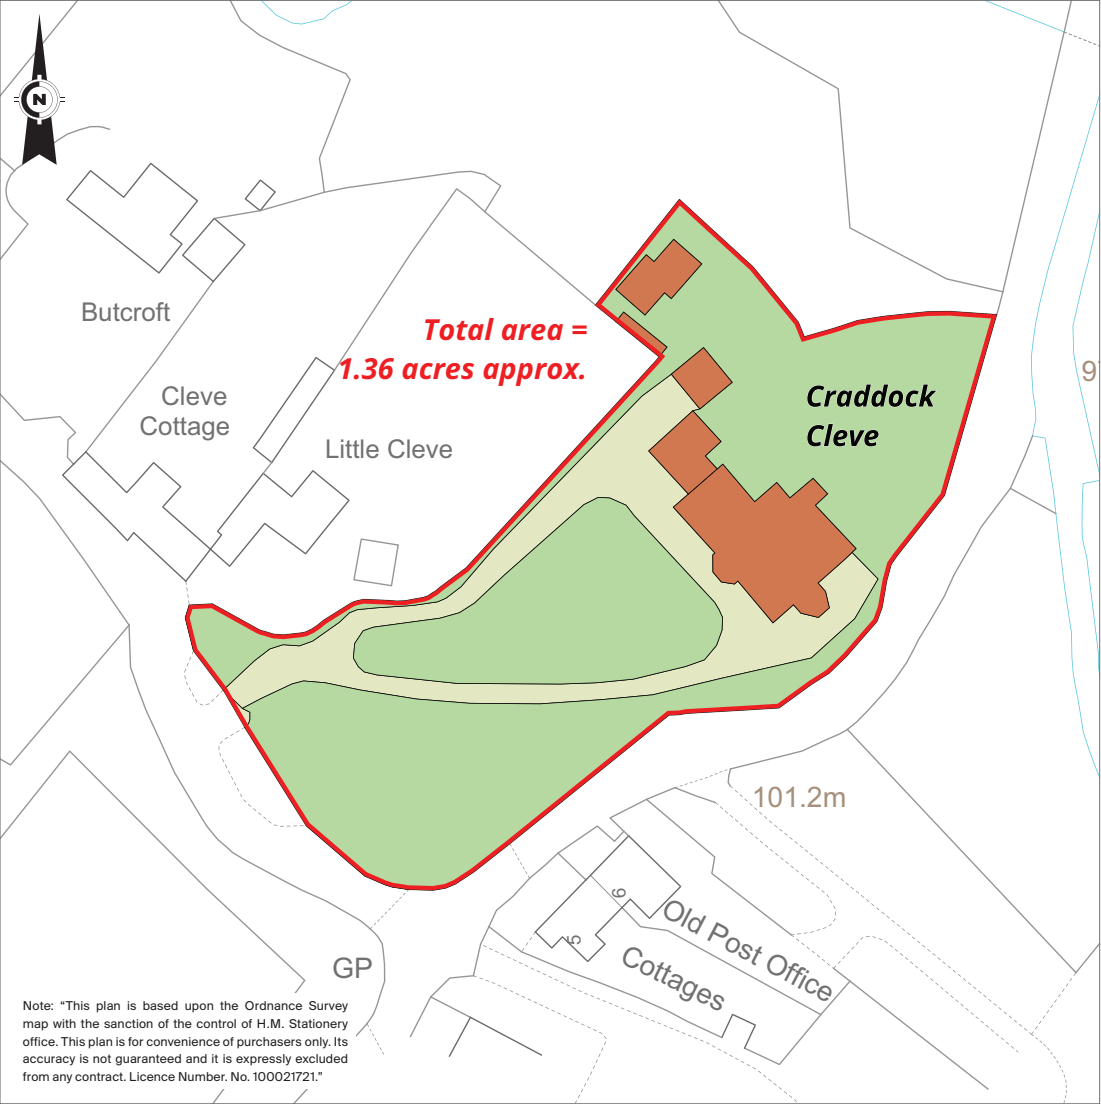 N
Butcroft
Total area =
1.36 acres approx.
9
Craddock
Cleve
Cleve
Cottage
Little Cleve
101.2m
6
5
Old Post Office
Cottages
GP
Note: “This plan is based upon the Ordnance Survey
map with the sanction of the control of H.M. Stationery
office. This plan is for convenience of purchasers only. Its
accuracy is not guaranteed and it is expressly excluded
from any contract. Licence Number. No. 100021721.”